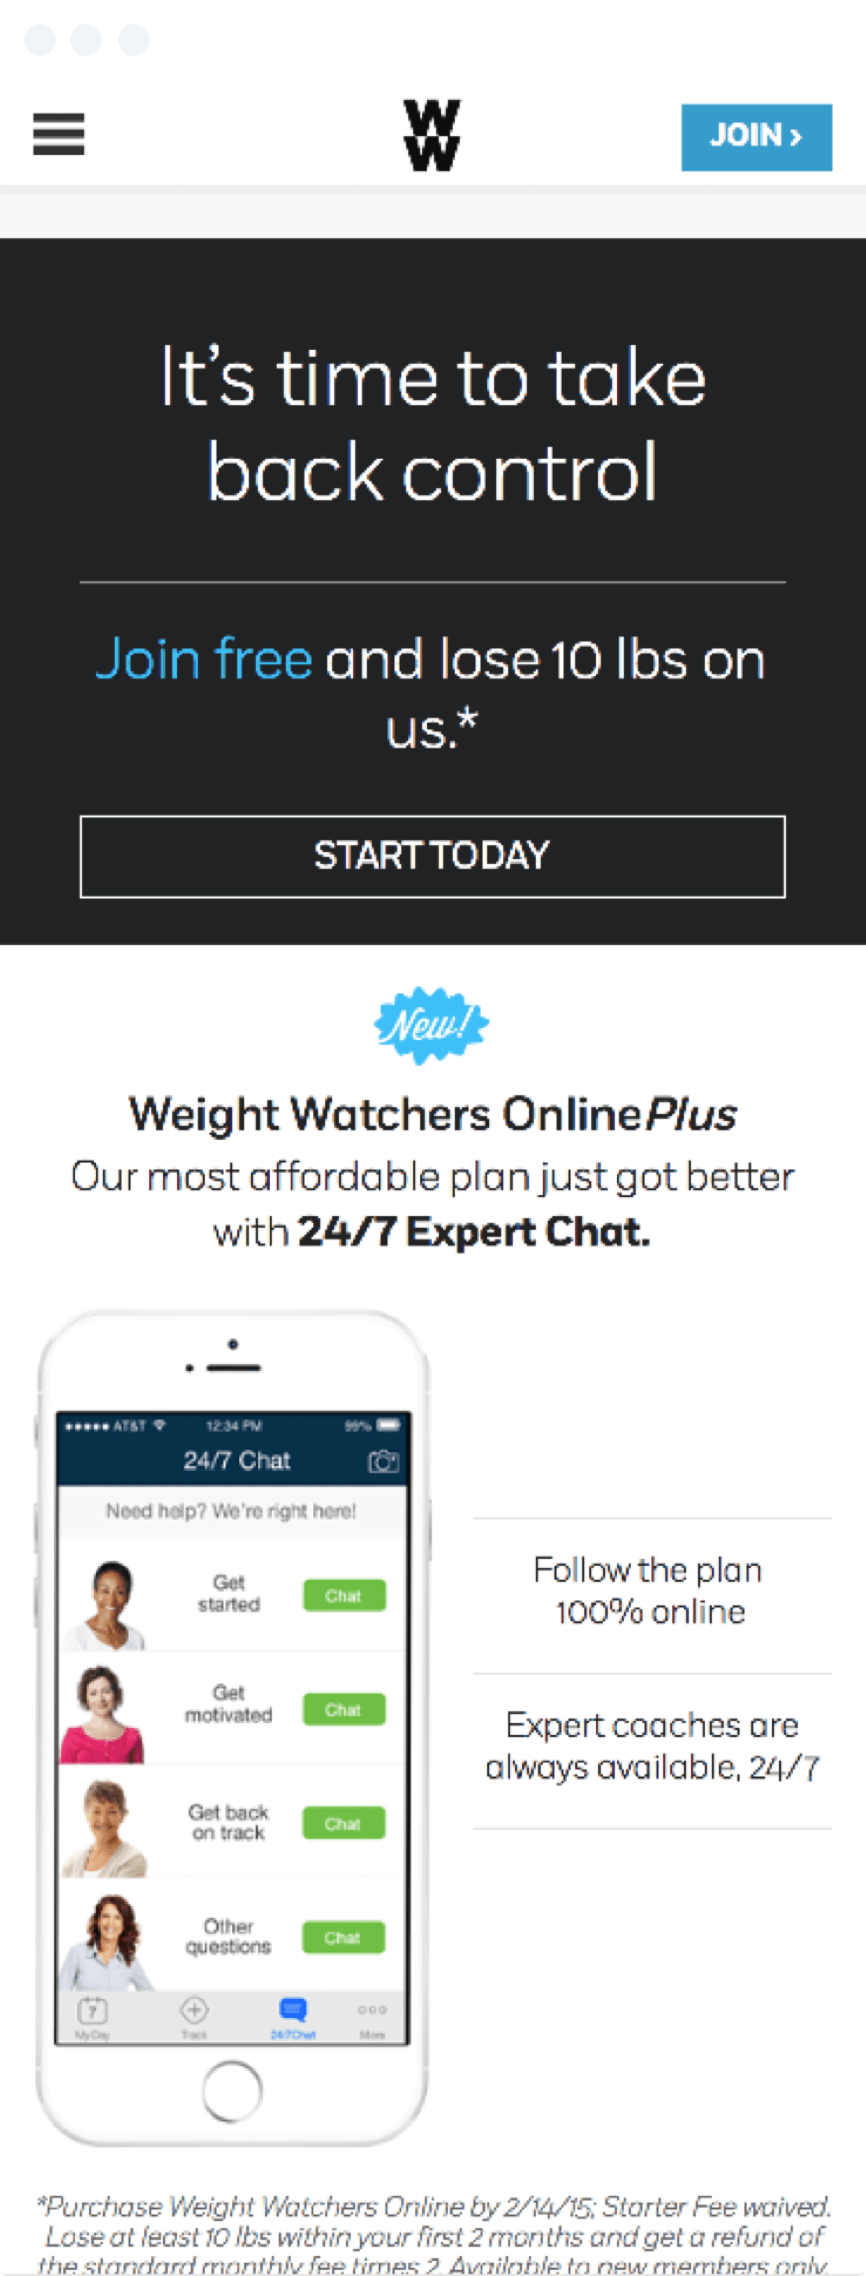 W
W
JOIN >
It's time to take
back control
Join free and lose 10 lbs on
us.*
START TODAY
New!
Weight Watchers OnlinePlus
Our most affordable plan just got better
with 24/7 Expert Chat.
AT&T 12:34 PM 99%
24/7 Chat
Need help? We're right here!
Get
started
Chat
Get
motivated
Chat
Get back
on track
Chat
Other
questions
Chat
7
My Day Track 24/7 Chat More
Follow the plan
100% online
Expert coaches are
always available, 24/7
*Purchase Weight Watchers Online by 2/14/15; Starter Fee waived.
Lose at least 10 lbs within your first 2 months and get a refund of
the standard monthly fee times 2. Available to new members only.